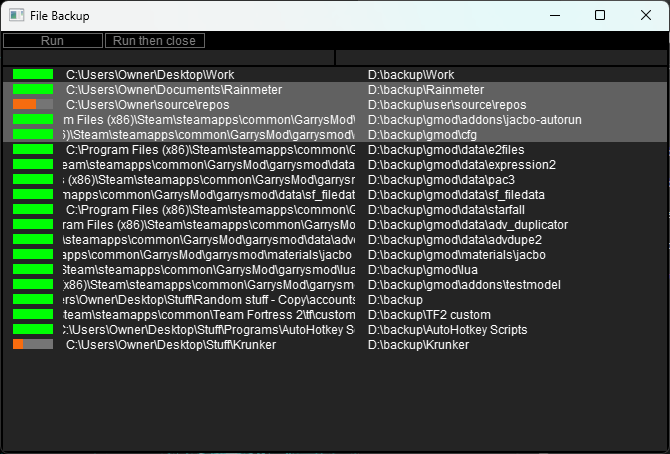 File Backup
Run Run then close
C:\Users\Owner\Desktop\Work D:\backup\Work
C:\Users\Owner\Documents\Rainmeter D:\backup\Rainmeter
C:\Users\Owner\source\repos D:\backup\user\source\repos
m Files (x86)\Steam\steamapps\common\GarrysMod\ D:\backup\gmod\addons\jacbo-autorun
6)\Steam\steamapps\common\GarrysMod\garrysmod\ D:\backup\gmod\cfg
C:\Program Files (x86)\Steam\steamapps\common\G D:\backup\gmod\data\e2files
eam\steamapps\common\GarrysMod\garrysmod\data D:\backup\gmod\data\expression2
s (x86)\Steam\steamapps\common\GarrysMod\garrysr D:\backup\gmod\data\pac3
mapps\common\GarrysMod\garrysmod\data\sf_filedat D:\backup\gmod\data\sf_filedata
C:\Program Files (x86)\Steam\steamapps\common\G D:\backup\gmod\data\starfall
ram Files (x86)\Steam\steamapps\common\GarrysMo D:\backup\gmod\data\adv_duplicator
\steamapps\common\GarrysMod\garrysmod\data\adv D:\backup\gmod\data\advdupe2
apps\common\GarrysMod\garrysmod\materials\jacbo D:\backup\gmod\materials\jacbo
Steam\steamapps\common\GarrysMod\garrysmod\lua D:\backup\gmod\lua
(x86)\Steam\steamapps\common\GarrysMod\garrysmo D:\backup\gmod\addons\testmodel
ers\Owner\Desktop\Stuff\Random stuff - Copy\accounts D:\backup
steam\steamapps\common\Team Fortress 2\tf\custom D:\backup\TF2 custom
C:\Users\Owner\Desktop\Stuff\Programs\AutoHotkey Sc D:\backup\AutoHotkey Scripts
C:\Users\Owner\Desktop\Stuff\Krunker D:\backup\Krunker